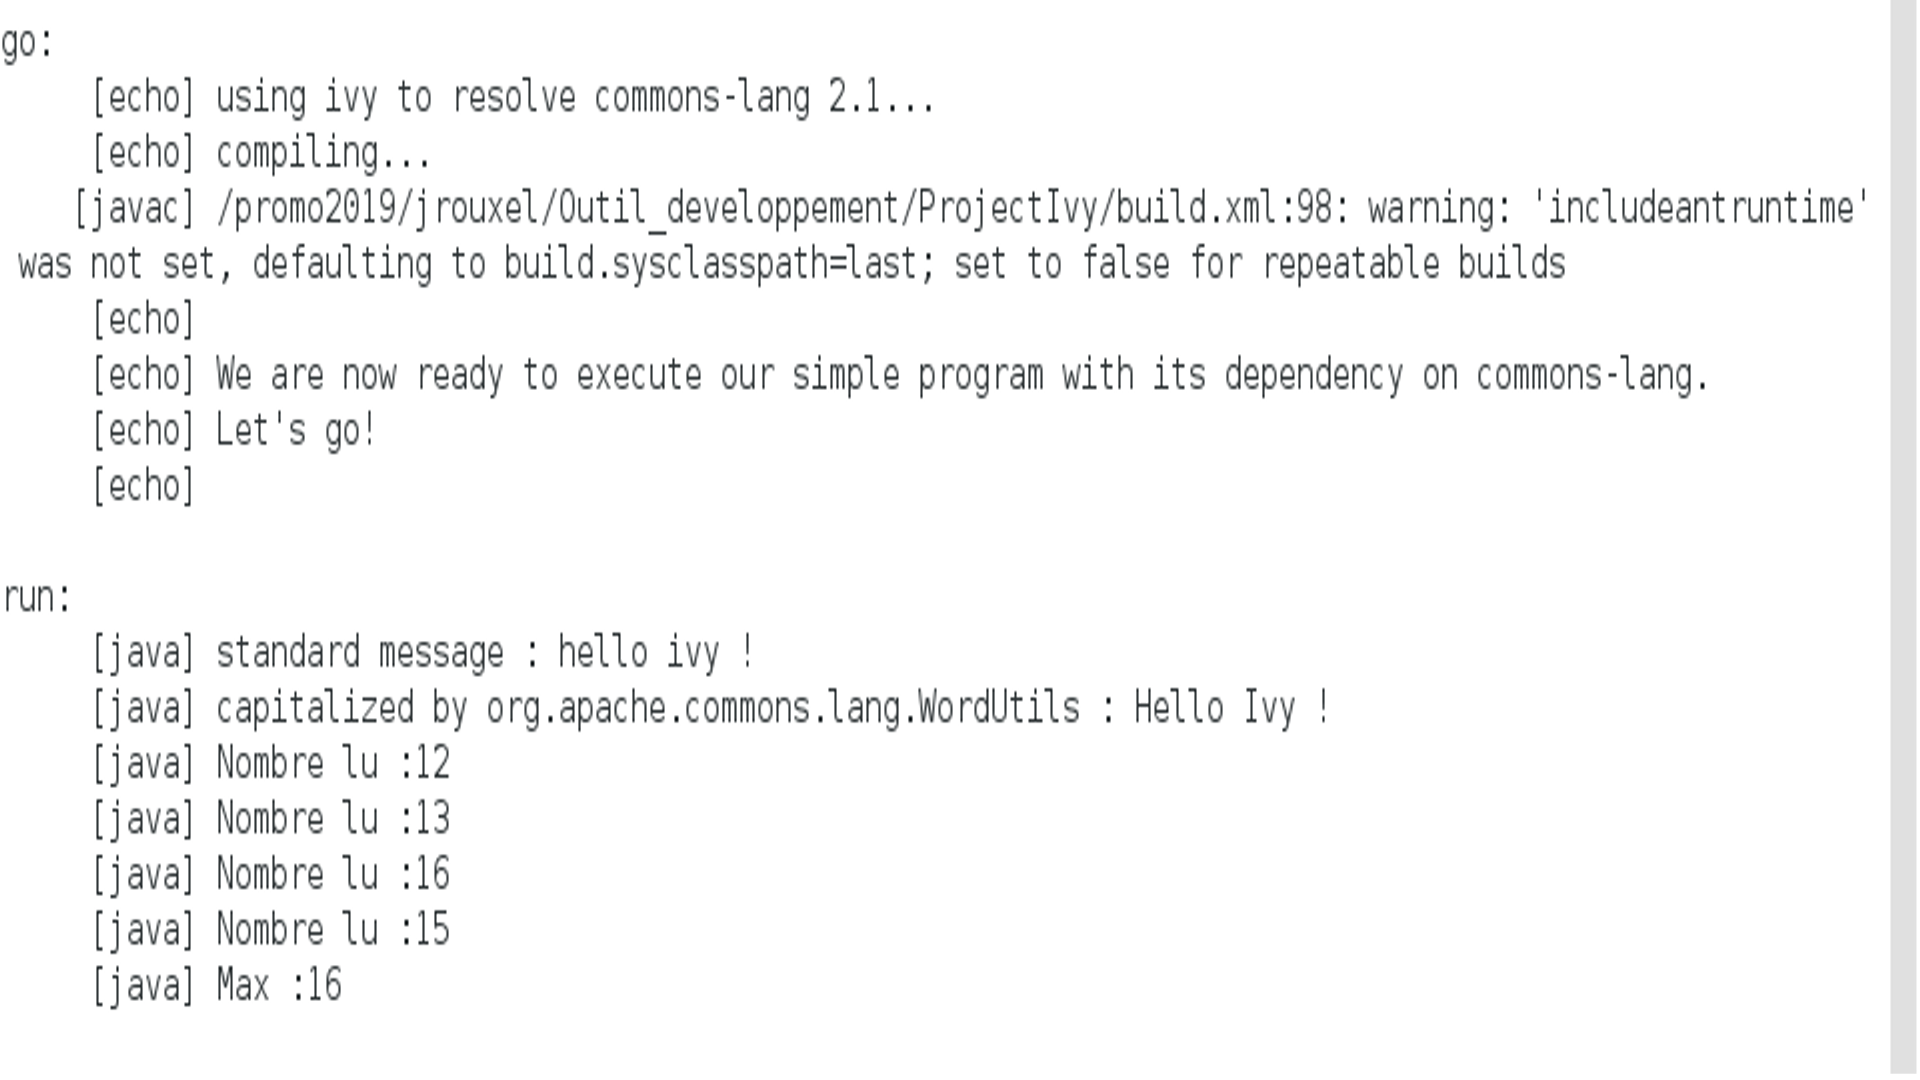 go:
[echo] using ivy to resolve commons-lang 2.1...
[echo] compiling...
[javac] /promo2019/jrouxel/Outil_developpement/ProjectIvy/build.xml:98: warning: 'includeantruntime'
was not set, defaulting to build.sysclasspath=last; set to false for repeatable builds
[echo]
[echo] We are now ready to execute our simple program with its dependency on commons-lang.
[echo] Let's go!
[echo]
run:
[java] standard message : hello ivy !
[java] capitalized by org.apache.commons.lang.WordUtils : Hello Ivy !
[java] Nombre lu :12
[java] Nombre lu :13
[java] Nombre lu :16
[java] Nombre lu :15
[java] Max :16